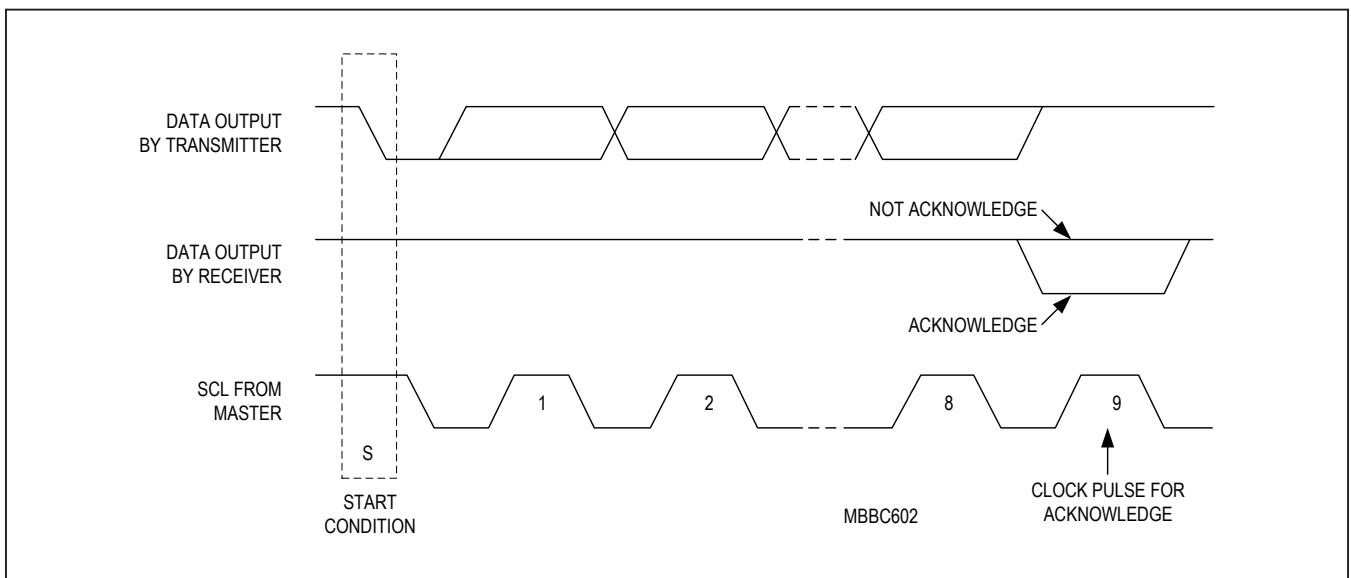 DATA OUTPUT
BY TRANSMITTER
NOT ACKNOWLEDGE
DATA OUTPUT
BY RECEIVER
ACKNOWLEDGE
SCL FROM
MASTER
1
2
8
9
S
START
CONDITION
MBBC602
CLOCK PULSE FOR
ACKNOWLEDGE